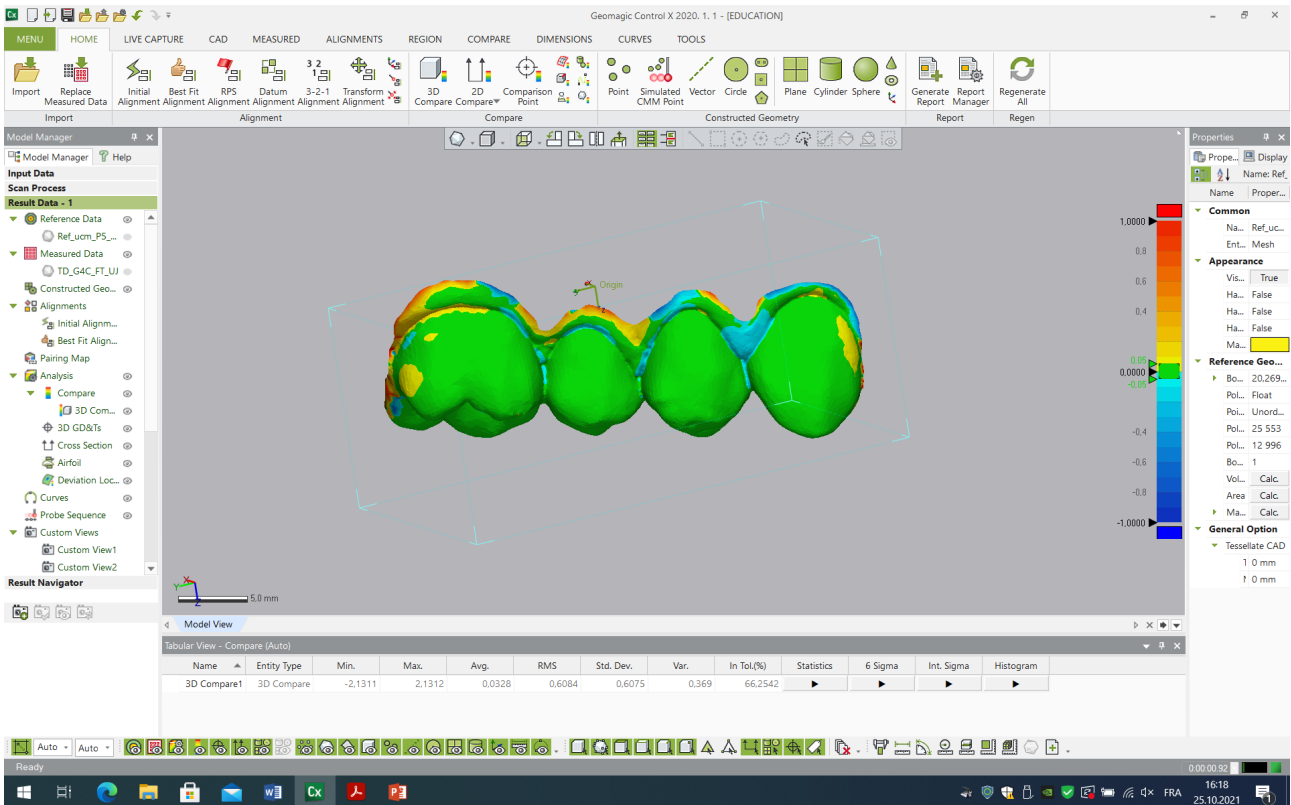 Geomagic Control X 2020. 1. 1 - [EDUCATION]
MENU HOME LIVE CAPTURE CAD MEASURED ALIGNMENTS REGION COMPARE DIMENSIONS CURVES TOOLS
Import Replace Measured Data Initial Alignment Best Fit Alignment RPS Alignment Datum Alignment 3-2-1 Alignment Transform Alignment 3D Compare 2D Compare Comparison Point Point Simulated CMM Point Vector Circle Plane Cylinder Sphere Generate Report Report Manager Regenerate All
Import Alignment Compare Constructed Geometry Report Regen
Model Manager
Model Manager Help
Input Data
Scan Process
Result Data - 1
Reference Data
Ref_ucm_P5_...
Measured Data
TD_G4C_FT_UJ
Constructed Geo...
Alignments
Initial Alignm...
Best Fit Align...
Pairing Map
Analysis
Compare
3D Com...
3D GD&Ts
Cross Section
Airfoil
Deviation Loc...
Curves
Probe Sequence
Custom Views
Custom View1
Custom View2
Result Navigator
Origin
X
Y
Z
5,0 mm
1,0000
0,8
0,6
0,4
0,05
0,0000
-0,05
-0,4
-0,6
-0,8
-1,0000
Properties
Prope... Display
Name: Ref_
Name Proper...
Common
Na... Ref_uc...
Ent... Mesh
Appearance
Vis... True
Ha... False
Ha... False
Ha... False
Ma...
Reference Geo...
Bo... 20,269...
Pol... Float
Poi... Unord...
Pol... 25 553
Pol... 12 996
Bo... 1
Vol... Calc.
Area Calc.
Ma... Calc.
General Option
Tessellate CAD
0 mm
0 mm
Model View
Tabular View - Compare (Auto)
Name Entity Type Min. Max. Avg. RMS Std. Dev. Var. In Tol.(%) Statistics 6 Sigma Int. Sigma Histogram
3D Compare1 3D Compare -2,1311 2,1312 0,0328 0,6084 0,6075 0,369 66,2542
Auto Auto
Ready
0:00:00.92
FRA
16:18
25.10.2021